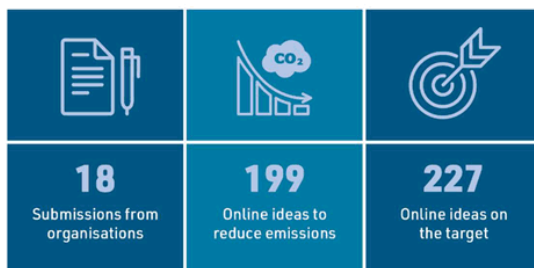 CO₂
18
Submissions from
organisations
199
Online ideas to
reduce emissions
227
Online ideas on
the target